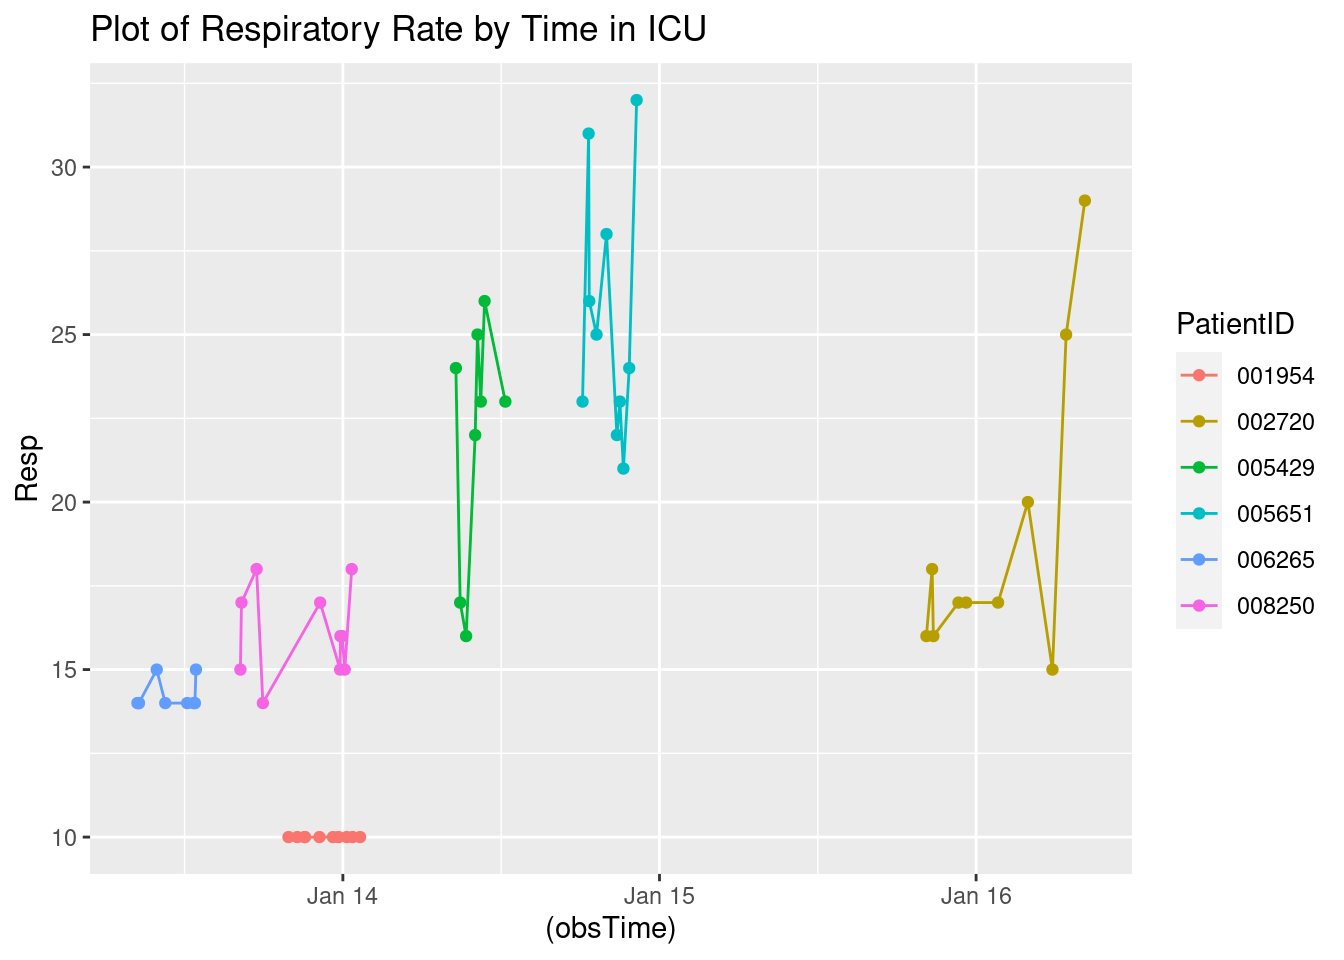 Plot of Respiratory Rate by Time in ICU
Resp
30
25
20
15
10
Jan 14 Jan 15 Jan 16
(obsTime)
PatientID
001954
002720
005429
005651
006265
008250